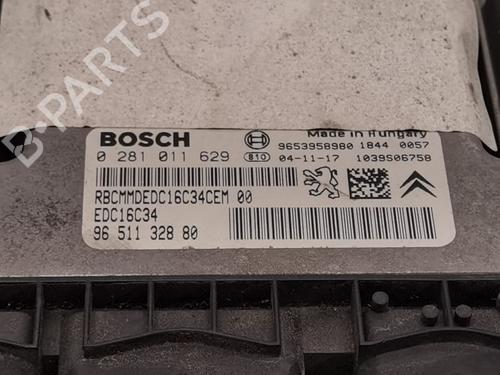 B-PARTS
BOSCH
0 281 011 629
Made in Hungary
9653958980 1844 0057
810 04-11-17 1039S06758
RBCMMDEDC16C34CEM 00
EDC16C34
96 511 328 80